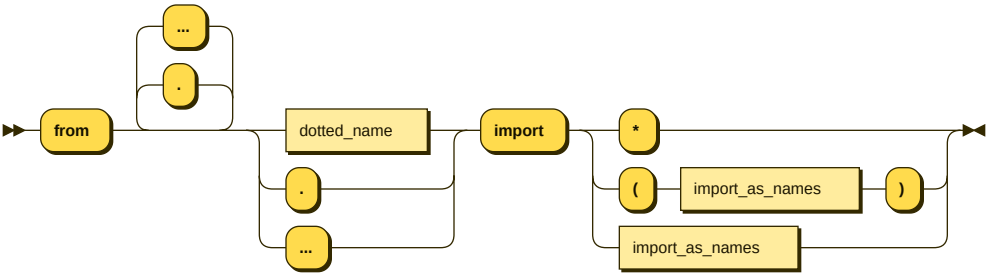 ...
.
from dotted_name import *
. ( import_as_names )
... import_as_names